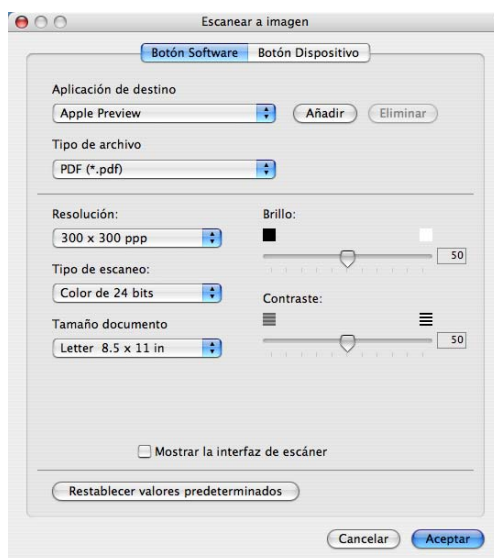 Escanear a imagen
Botón Software Botón Dispositivo
Aplicación de destino
Apple Preview Añadir Eliminar
Tipo de archivo
PDF (*.pdf)
Resolución: Brillo:
300 x 300 ppp
50
Tipo de escaneo:
Color de 24 bits
Contraste:
Tamaño documento
50
Letter 8.5 x 11 in
Mostrar la interfaz de escáner
Restablecer valores predeterminados
Cancelar Aceptar